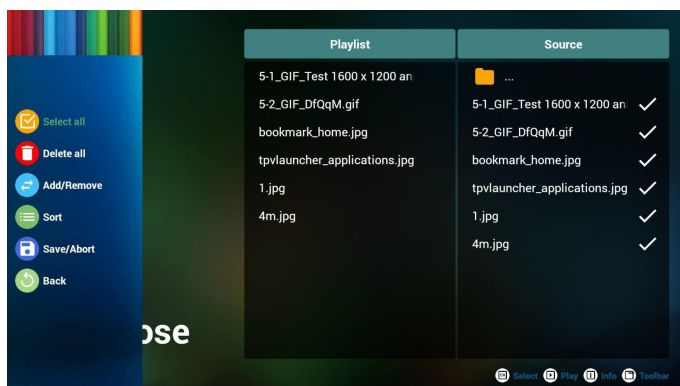 Select all
Delete all
Add/Remove
Sort
Save/Abort
Back
ose
Playlist
5-1_GIF_Test 1600 x 1200 an
5-2_GIF_DfQqM.gif
bookmark_home.jpg
tpvlauncher_applications.jpg
1.jpg
4m.jpg
Source
...
5-1_GIF_Test 1600 x 1200 an
5-2_GIF_DfQqM.gif
bookmark_home.jpg
tpvlauncher_applications.jpg
1.jpg
4m.jpg
Select Play Info Toolbar